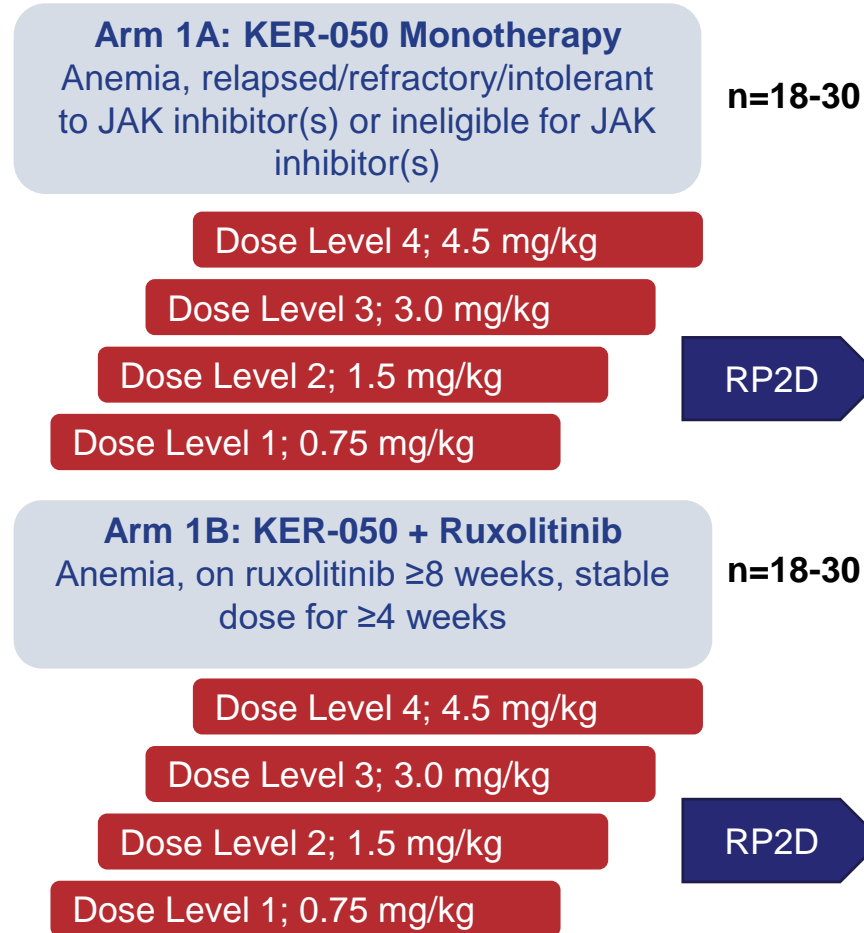 Arm 1A: KER-050 Monotherapy
Anemia, relapsed/refractory/intolerant
to JAK inhibitor(s) or ineligible for JAK
inhibitor(s)
n=18-30
Dose Level 4; 4.5 mg/kg
Dose Level 3; 3.0 mg/kg
Dose Level 2; 1.5 mg/kg
RP2D
Dose Level 1; 0.75 mg/kg
Arm 1B: KER-050 + Ruxolitinib
Anemia, on ruxolitinib ≥8 weeks, stable
dose for ≥4 weeks
n=18-30
Dose Level 4; 4.5 mg/kg
Dose Level 3; 3.0 mg/kg
Dose Level 2; 1.5 mg/kg
RP2D
Dose Level 1; 0.75 mg/kg